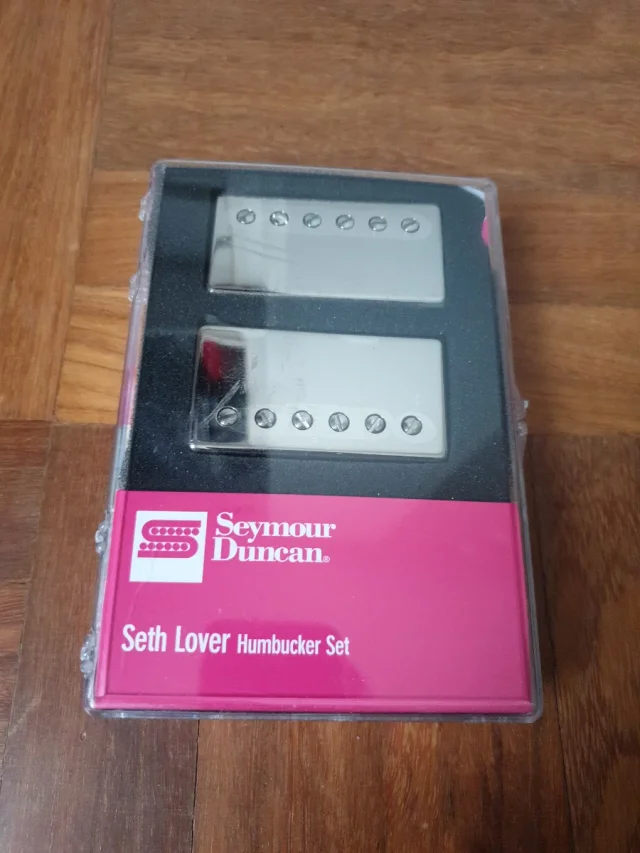 Seymour
Duncan®
Seth Lover Humbucker Set